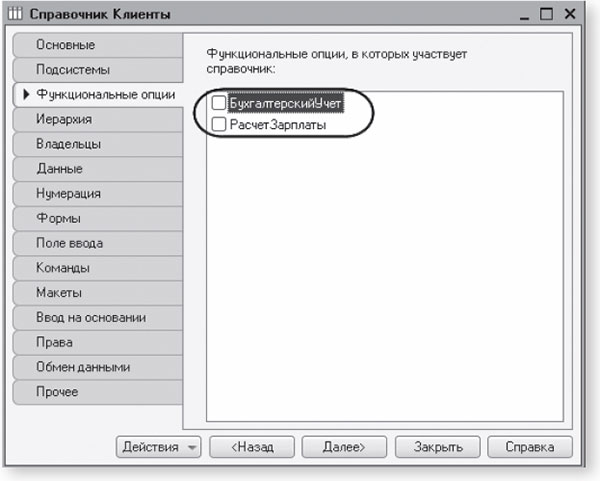 Справочник Клиенты
Основные
Подсистемы
Функциональные опции
Иерархия
Владельцы
Данные
Нумерация
Формы
Поле ввода
Команды
Макеты
Ввод на основании
Права
Обмен данными
Прочее
Функциональные опции, в которых участвует
справочник:
БухгалтерскийУчет
РасчетЗарплаты
Действия
<Назад
Далее>
Закрыть
Справка